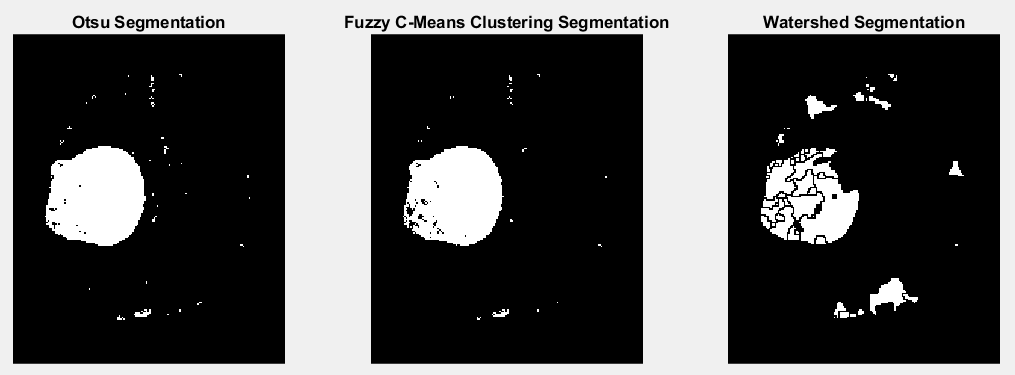 Otsu Segmentation
Fuzzy C-Means Clustering Segmentation
Watershed Segmentation